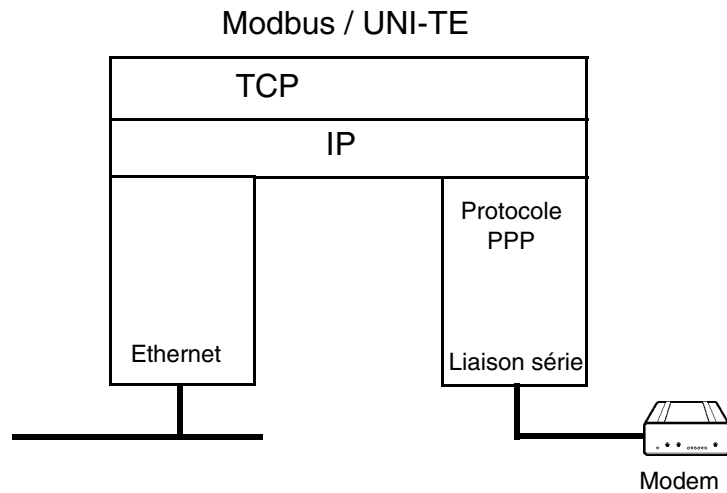 Modbus / UNI-TE
TCP
IP
Protocole
PPP
Ethernet
Liaison série
Modem